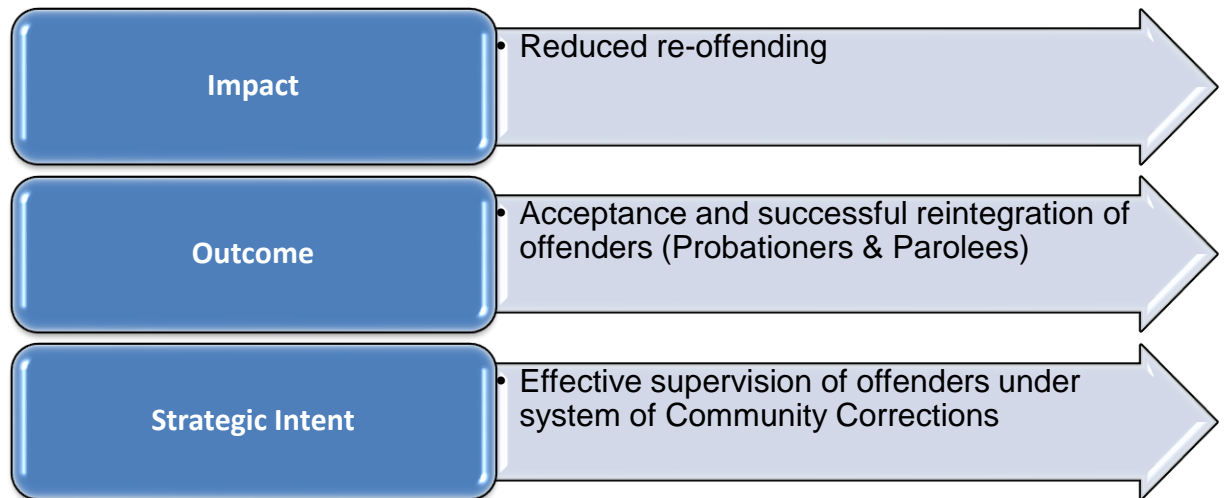 Impact
• Reduced re-offending
Outcome
• Acceptance and successful reintegration of
offenders (Probationers & Parolees)
Strategic Intent
• Effective supervision of offenders under
system of Community Corrections